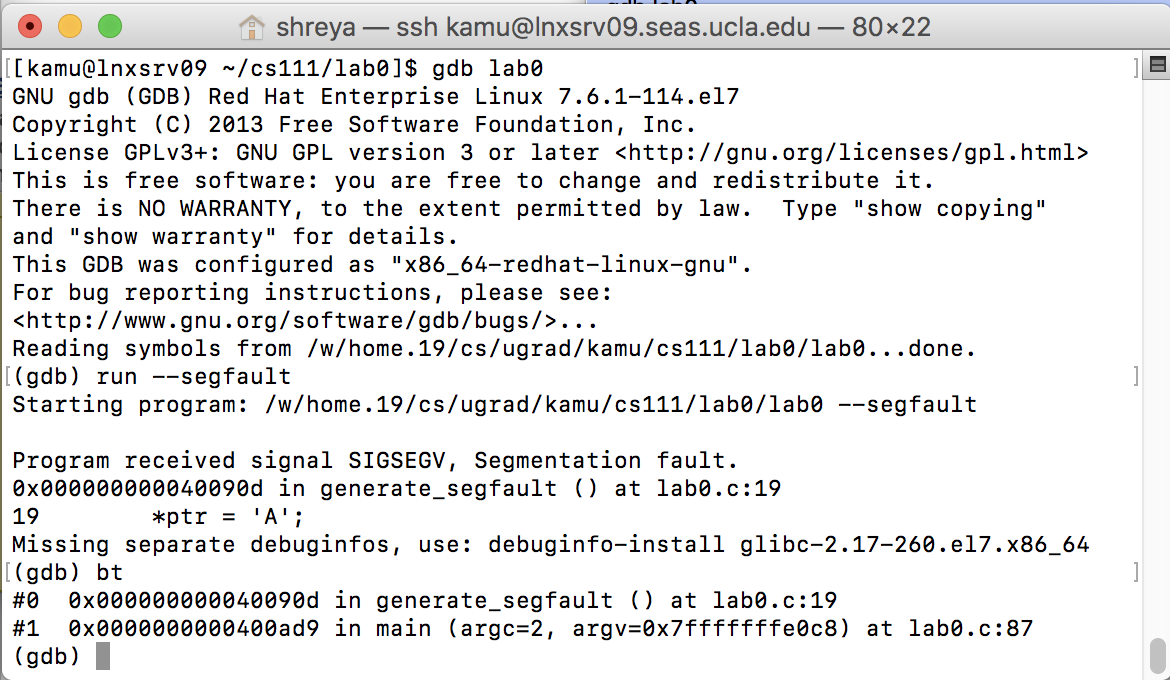 gdb lab0
shreya — ssh kamu@lnxsrv09.seas.ucla.edu — 80×22
[[kamu@lnxsrv09 ~/cs111/lab0]$ gdb lab0 ]
GNU gdb (GDB) Red Hat Enterprise Linux 7.6.1-114.el7
Copyright (C) 2013 Free Software Foundation, Inc.
License GPLv3+: GNU GPL version 3 or later <http://gnu.org/licenses/gpl.html>
This is free software: you are free to change and redistribute it.
There is NO WARRANTY, to the extent permitted by law.  Type "show copying"
and "show warranty" for details.
This GDB was configured as "x86_64-redhat-linux-gnu".
For bug reporting instructions, please see:
<http://www.gnu.org/software/gdb/bugs/>...
Reading symbols from /w/home.19/cs/ugrad/kamu/cs111/lab0/lab0...done.
[(gdb) run --segfault ]
Starting program: /w/home.19/cs/ugrad/kamu/cs111/lab0/lab0 --segfault
Program received signal SIGSEGV, Segmentation fault.
0x000000000040090d in generate_segfault () at lab0.c:19
19        *ptr = 'A';
Missing separate debuginfos, use: debuginfo-install glibc-2.17-260.el7.x86_64
[(gdb) bt ]
#0  0x000000000040090d in generate_segfault () at lab0.c:19
#1  0x0000000000400ad9 in main (argc=2, argv=0x7fffffffe0c8) at lab0.c:87
(gdb)